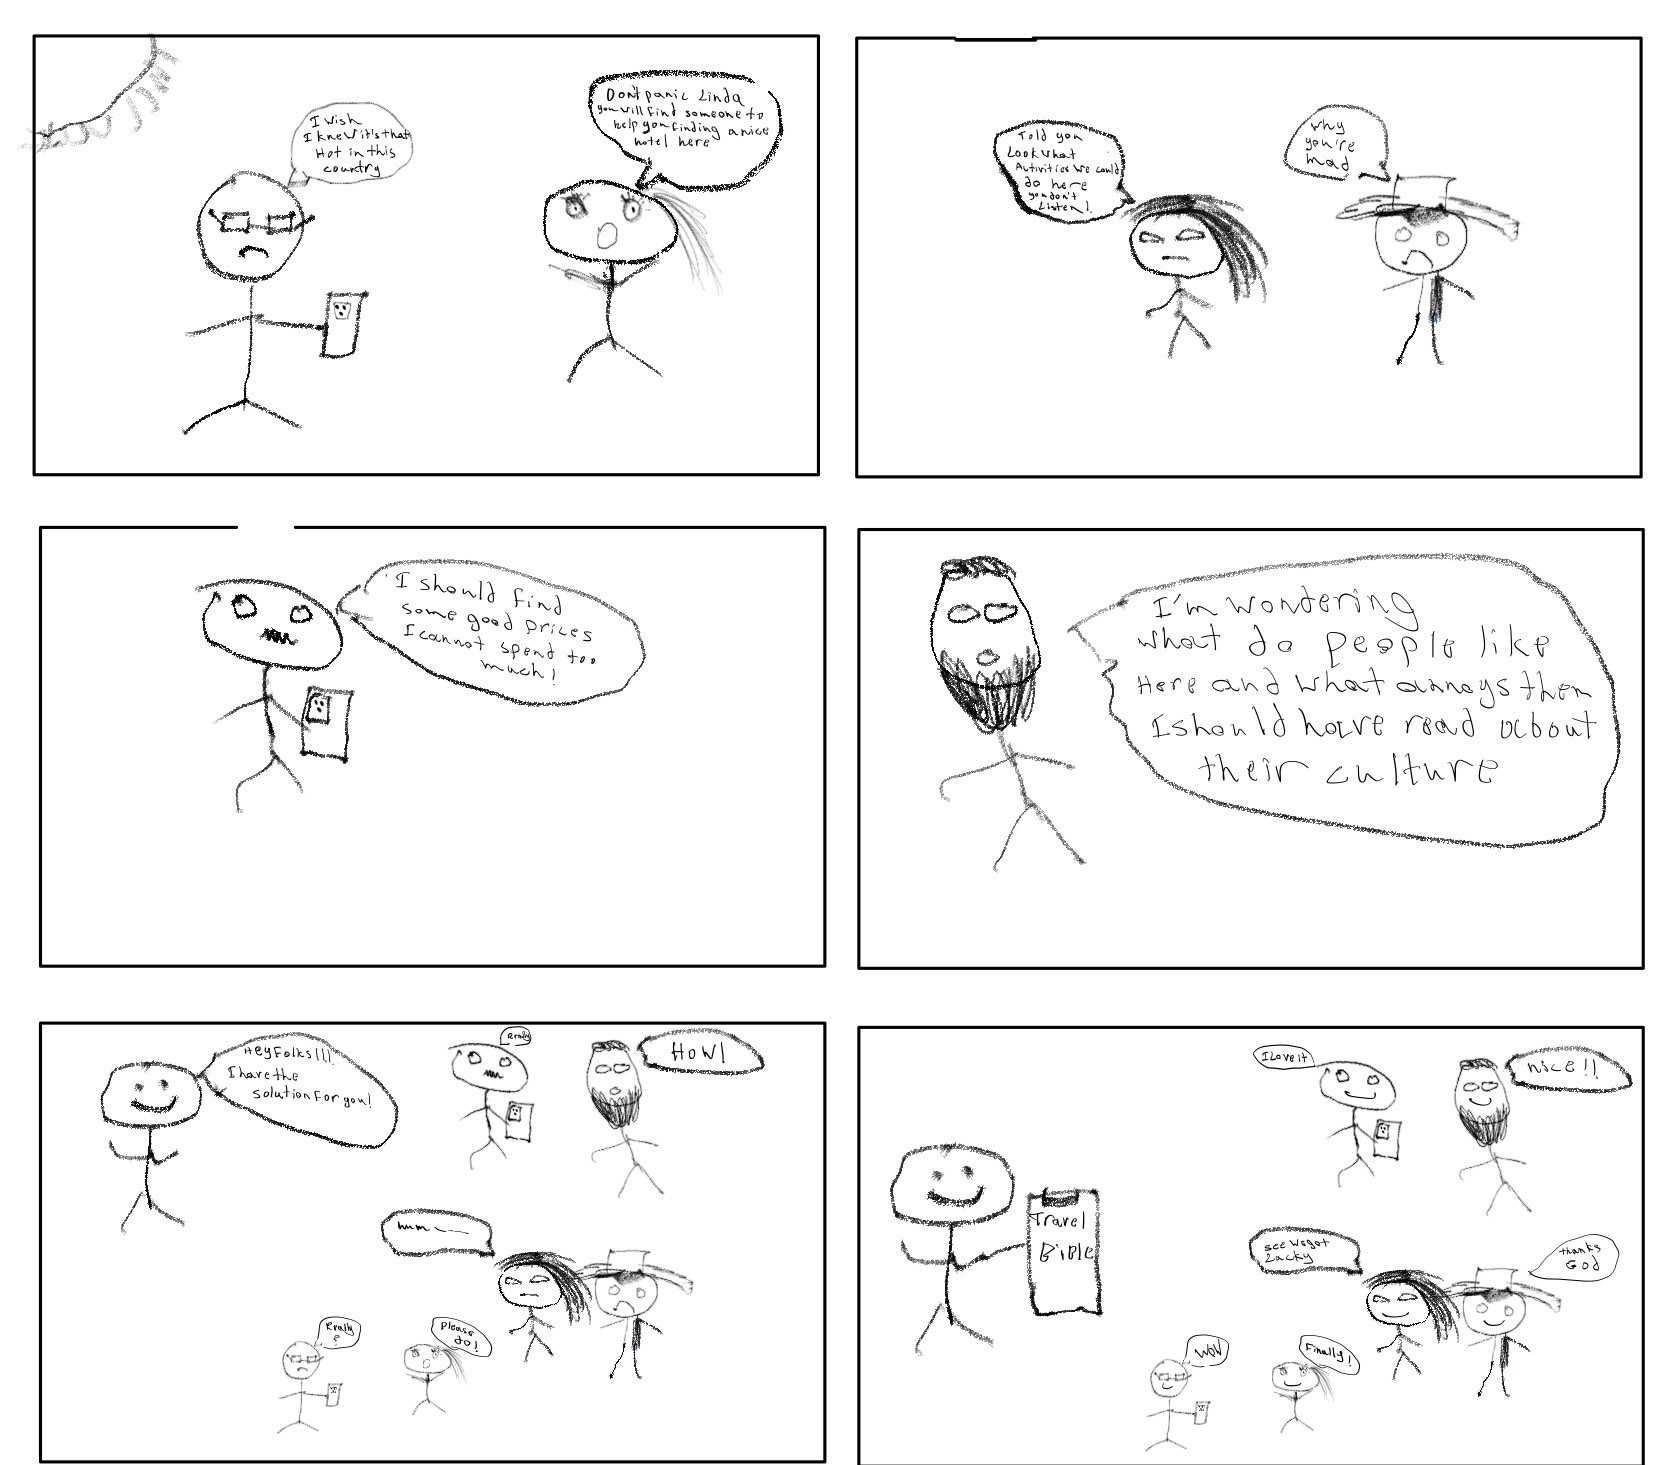 I wish
I knew it's that
Hot in this
country
Don't panic Linda
you will find someone to
help you finding a nice
hotel here
Told you
Look what
Activities we could
do here
you don't
Listen!
why
you're
mad
I should find
some good prices
I cannot spend too
much!
I'm wondering
what do people like
Here and what annoys them
I should have read about
their culture
Hey Folks!!!
I have the
solution For you!
Really
How!
hum
Really
?
please
do!
I Love it
nice!!
Travel
Bible
see we got
Lucky
thanks
God
WoW
Finally!